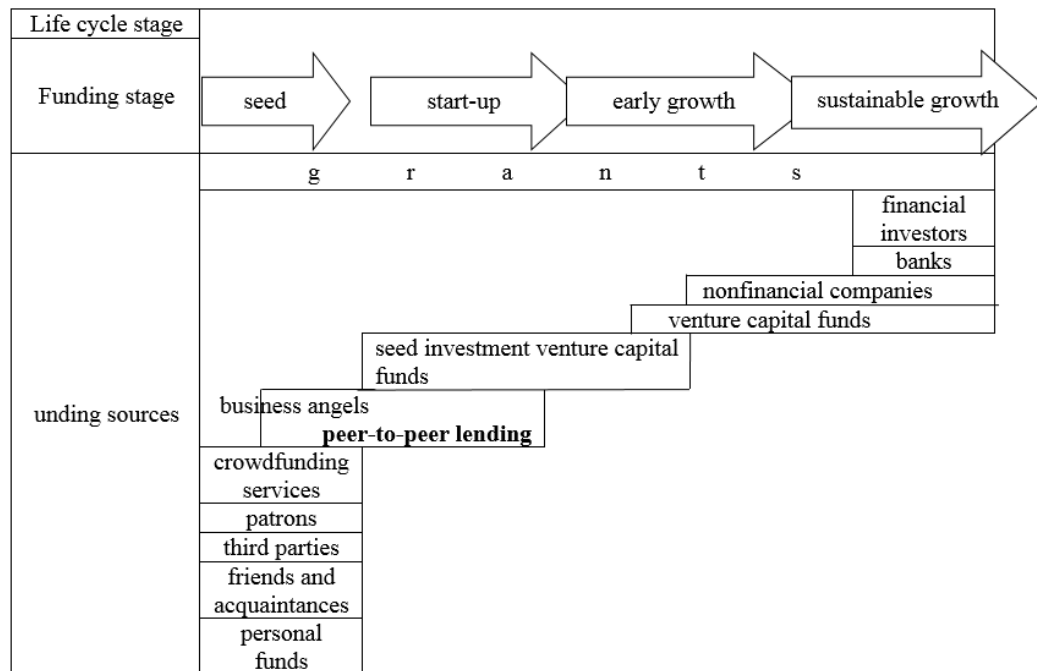 Life cycle stage
Funding stage
seed
start-up
early growth
sustainable growth
g r a n t s
financial
investors
banks
nonfinancial companies
venture capital funds
seed investment venture capital
funds
unding sources
business angels
peer-to-peer lending
crowdfunding
services
patrons
third parties
friends and
acquaintances
personal
funds